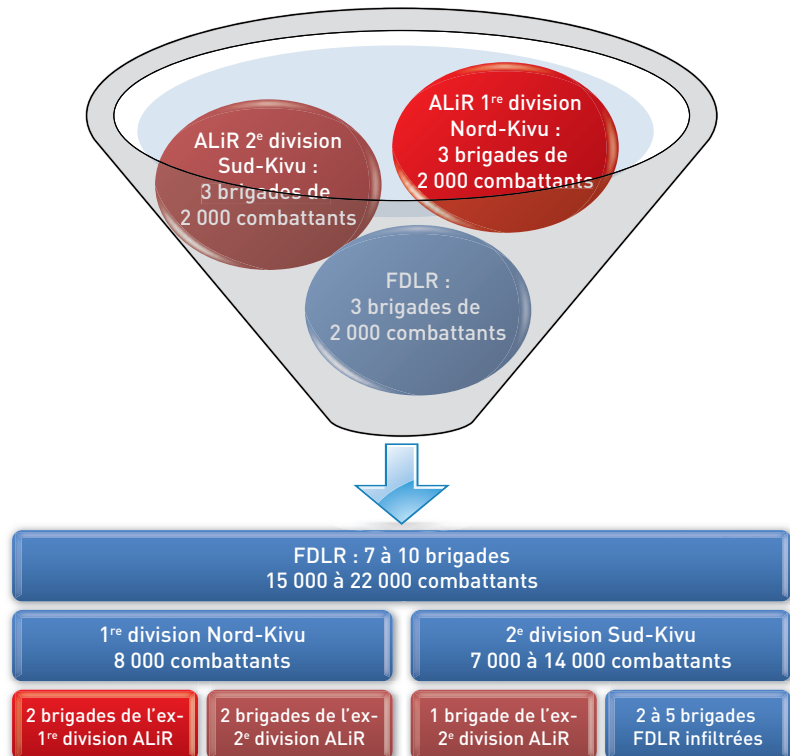 ALiR 1re division
Nord-Kivu :
3 brigades de
2 000 combattants
ALiR 2e division
Sud-Kivu :
3 brigades de
2 000 combattants
FDLR :
3 brigades de
2 000 combattants
FDLR : 7 à 10 brigades
15 000 à 22 000 combattants
1re division Nord-Kivu
8 000 combattants
2e division Sud-Kivu
7 000 à 14 000 combattants
2 brigades de l’ex-
1re division ALiR
2 brigades de l’ex-
2e division ALiR
1 brigade de l’ex-
2e division ALiR
2 à 5 brigades
FDLR infiltrées